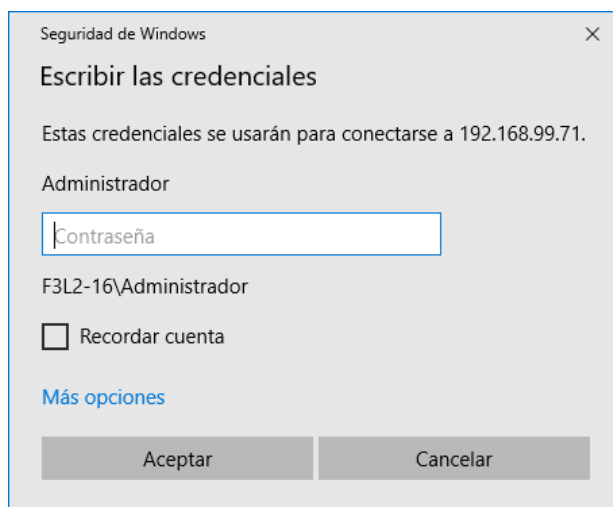 Seguridad de Windows
Escribir las credenciales
Estas credenciales se usarán para conectarse a 192.168.99.71.
Administrador
Contraseña
F3L2-16\Administrador
Recordar cuenta
Más opciones
Aceptar
Cancelar